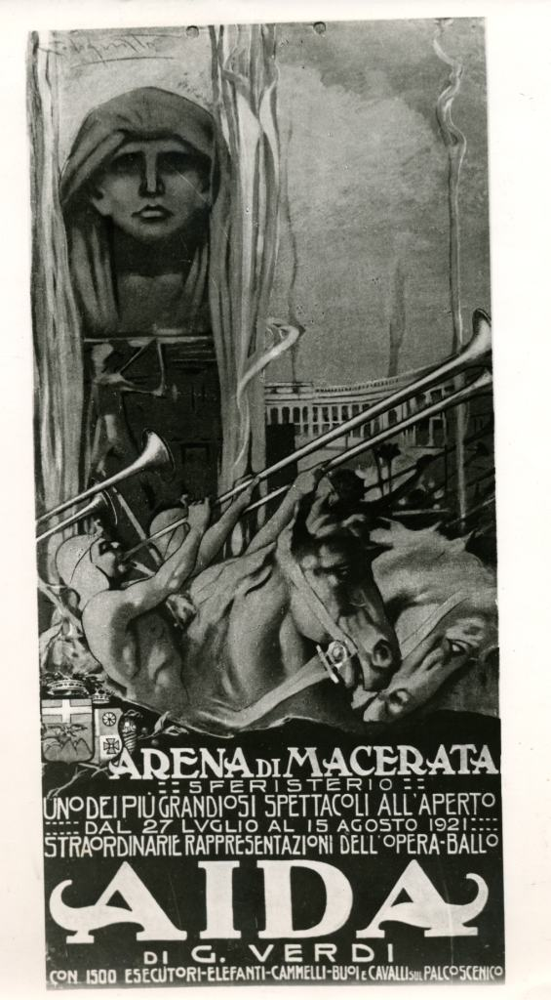 ARENA DI MACERATA
:: SFERISTERIO ::
UNO DEI PIÙ GRANDIOSI SPETTACOLI ALL'APERTO
DAL 27 LVGLIO AL 15 AGOSTO 1921
STRAORDINARIE RAPPRESENTAZIONI DELL'OPERA-BALLO
AIDA
DI G. VERDI
CON 1500 ESECUTORI-ELEFANTI-CAMMELLI-BUOI E CAVALLI SUL PALCOSCENICO